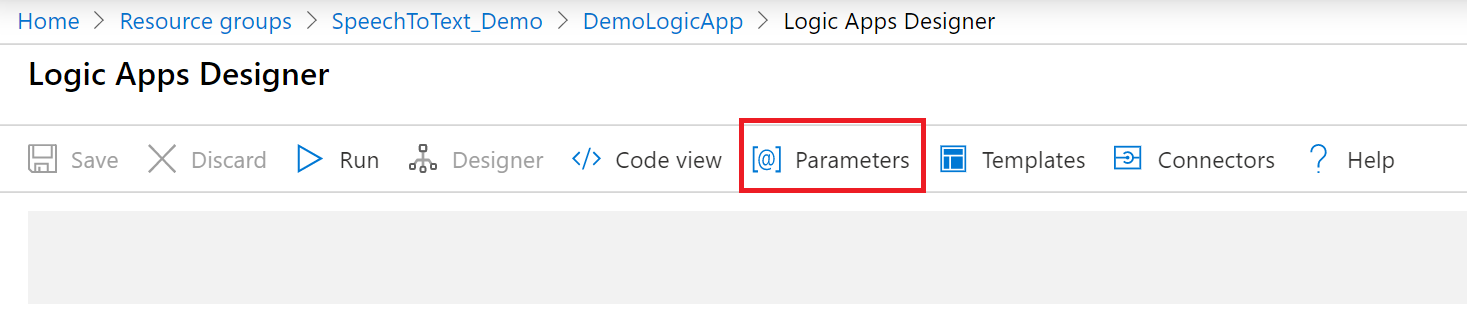 Home > Resource groups > SpeechToText_Demo > DemoLogicApp > Logic Apps Designer
Logic Apps Designer
Save Discard Run Designer </> Code view [@] Parameters Templates Connectors ? Help